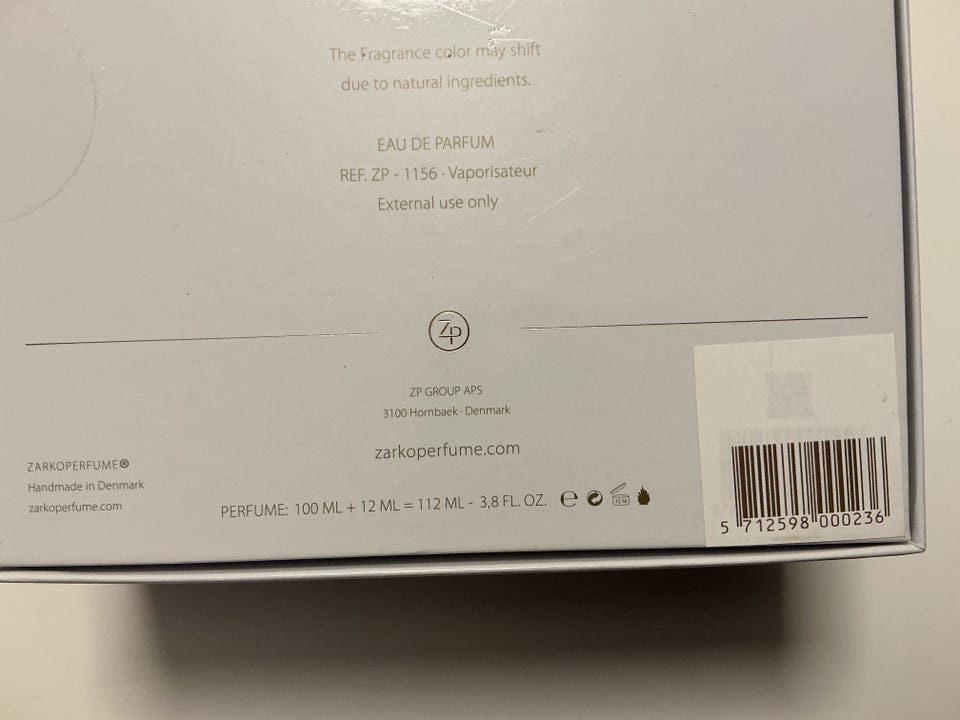 The Fragrance color may shift
due to natural ingredients.
EAU DE PARFUM
REF. ZP - 1156 · Vaporisateur
External use only
ZP
ZP GROUP APS
3100 Hornbaek · Denmark
zarkoperfume.com
ZARKOPERFUME®
Handmade in Denmark
zarkoperfume.com
PERFUME: 100 ML + 12 ML = 112 ML - 3,8 FL. OZ. ℮
12 M
5 712598 000236